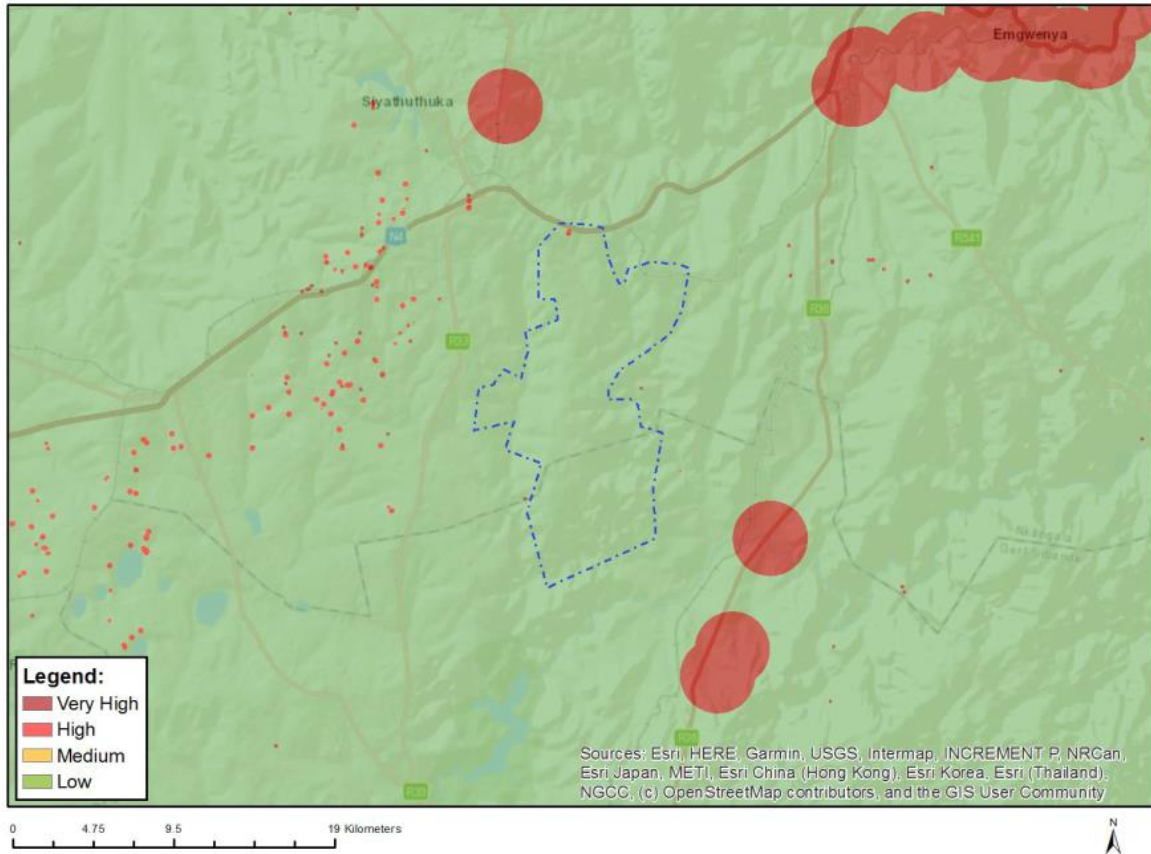 Emgwenya
Siyathuthuka
N4
R541
R36
R33
Nkangala
Gert Sibande
Legend:
Very High
High
Medium
Low
R33
Sources: Esri, HERE, Garmin, USGS, Intermap, INCREMENT P, NRCan,
Esri Japan, METI, Esri China (Hong Kong), Esri Korea, Esri (Thailand),
NGCC, (c) OpenStreetMap contributors, and the GIS User Community
0 4.75 9.5 19 Kilometers
N